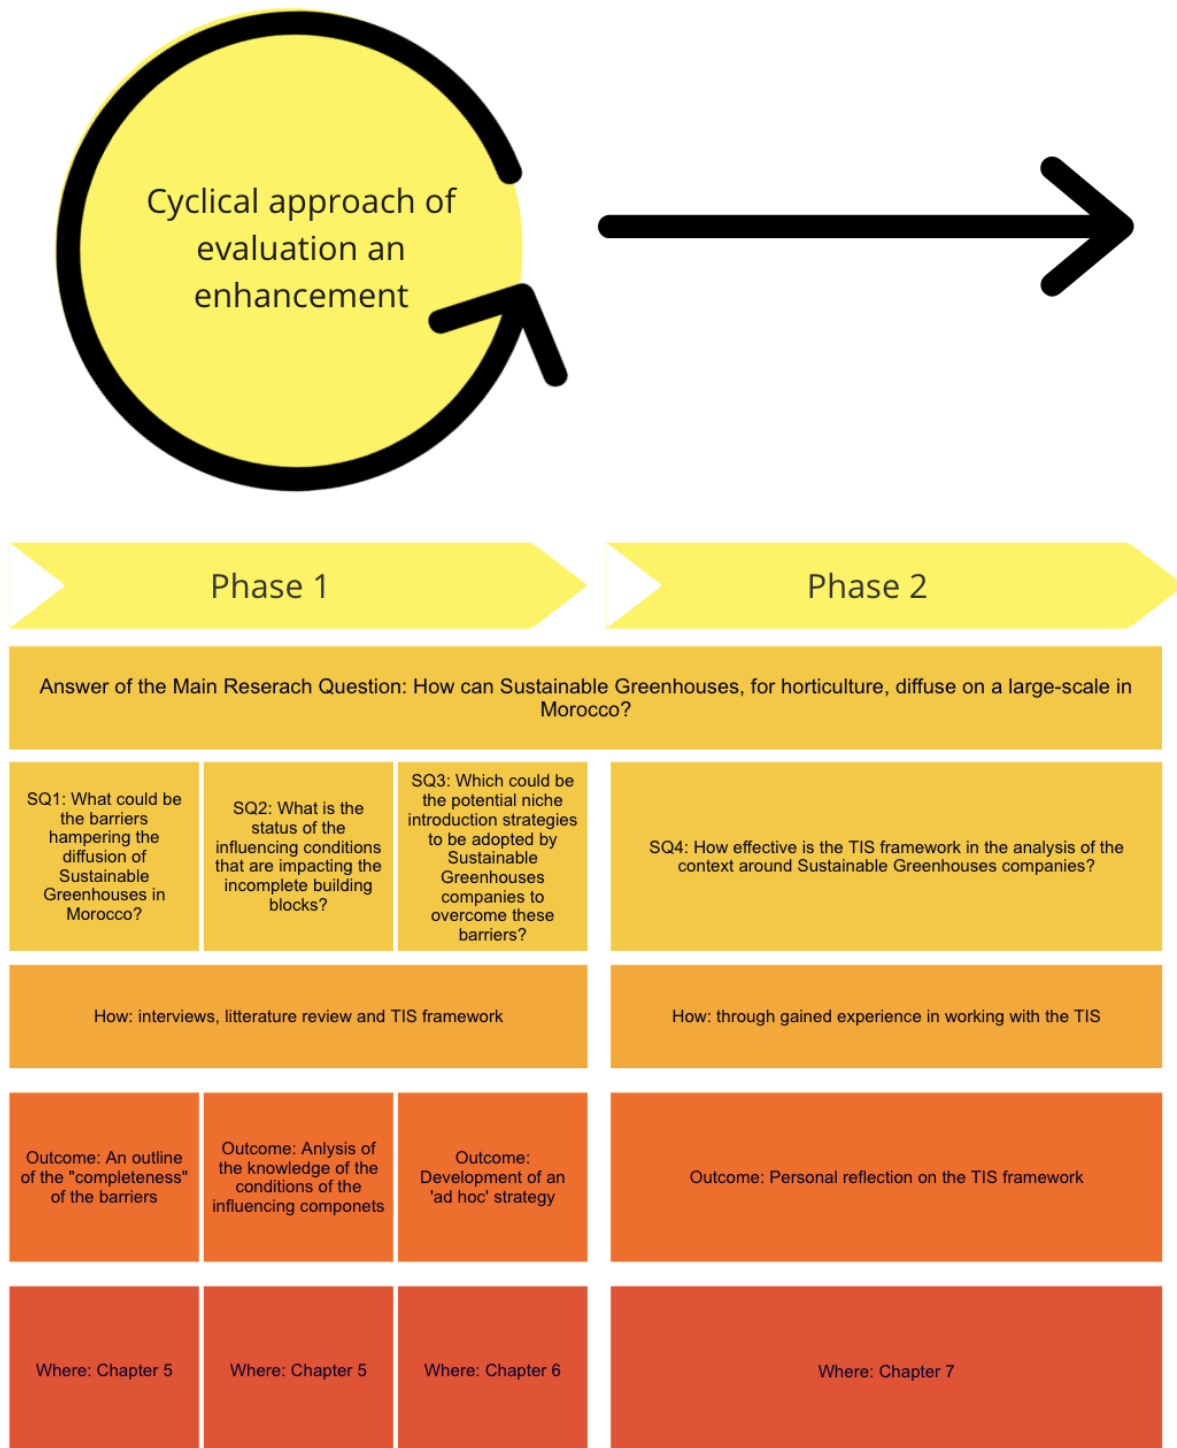 Cyclical approach of
evaluation an
enhancement
Phase 1
Phase 2
Answer of the Main Reserach Question: How can Sustainable Greenhouses, for horticulture, diffuse on a large-scale in
Morocco?
SQ1: What could be
the barriers
hampering the
diffusion of
Sustainable
Greenhouses in
Morocco?
SQ2: What is the
status of the
influencing conditions
that are impacting the
incomplete building
blocks?
SQ3: Which could be
the potential niche
introduction strategies
to be adopted by
Sustainable
Greenhouses
companies to
overcome these
barriers?
SQ4: How effective is the TIS framework in the analysis of the
context around Sustainable Greenhouses companies?
How: interviews, litterature review and TIS framework
How: through gained experience in working with the TIS
Outcome: An outline
of the "completeness"
of the barriers
Outcome: Anlysis of
the knowledge of the
conditions of the
influencing componets
Outcome:
Development of an
'ad hoc' strategy
Outcome: Personal reflection on the TIS framework
Where: Chapter 5
Where: Chapter 5
Where: Chapter 6
Where: Chapter 7